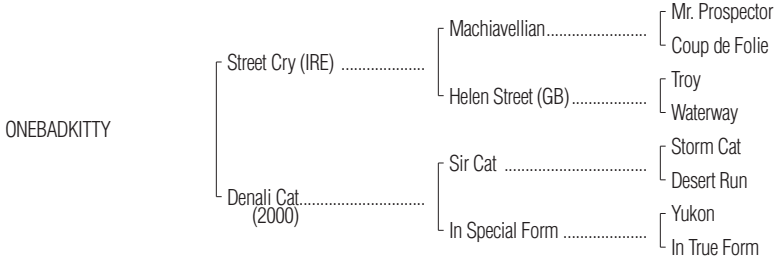 Mr. Prospector
Machiavellian
Coup de Folie
Street Cry (IRE)
Troy
Helen Street (GB)
Waterway
ONEBADKITTY
Storm Cat
Sir Cat
Desert Run
Denali Cat
(2000)
Yukon
In Special Form
In True Form